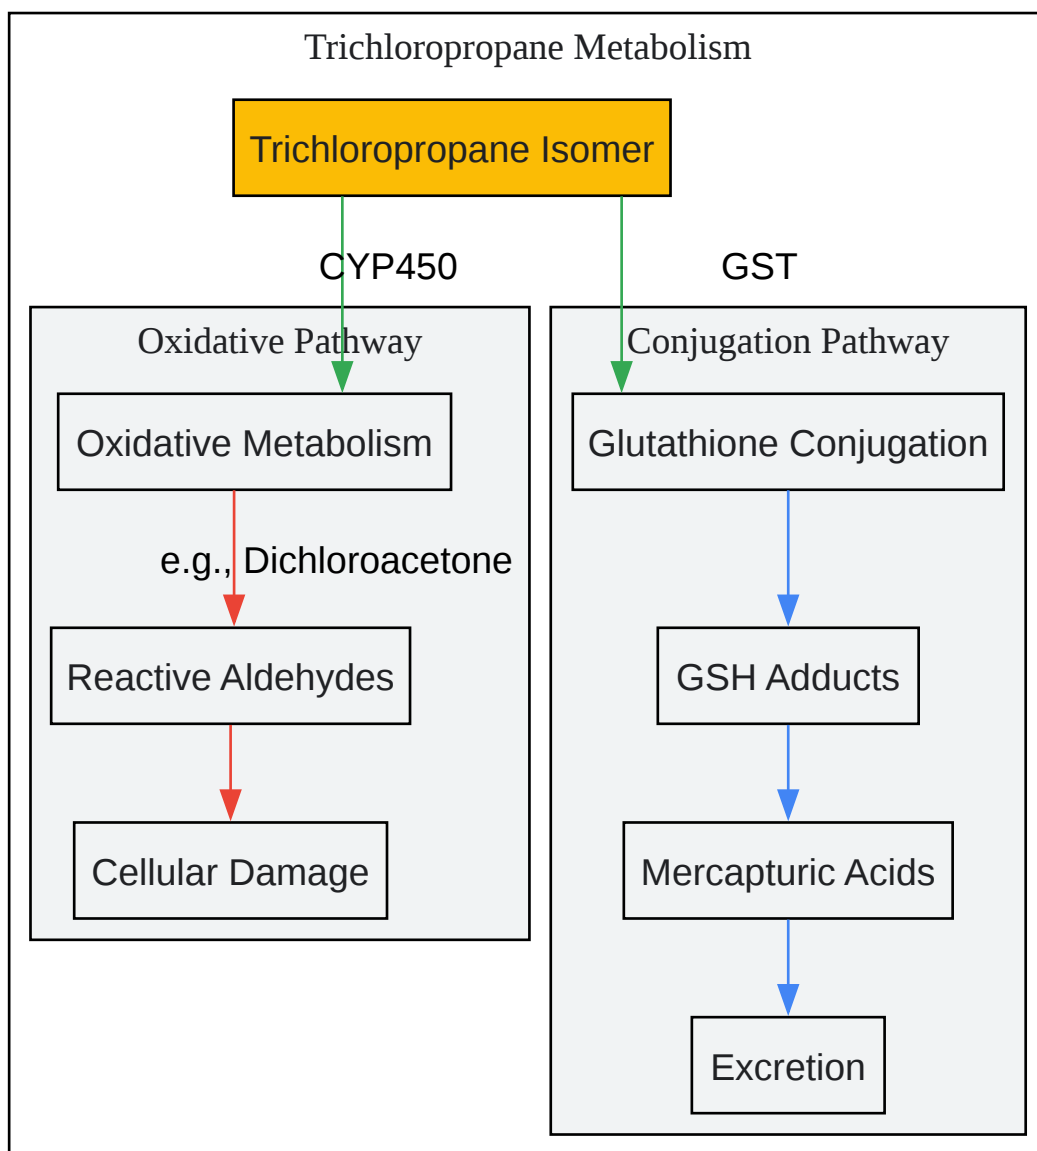 Trichloropropane Metabolism
Trichloropropane Isomer
CYP450
GST
Oxidative Pathway
Conjugation Pathway
Oxidative Metabolism
Glutathione Conjugation
e.g., Dichloroacetone
Reactive Aldehydes
GSH Adducts
Cellular Damage
Mercapturic Acids
Excretion